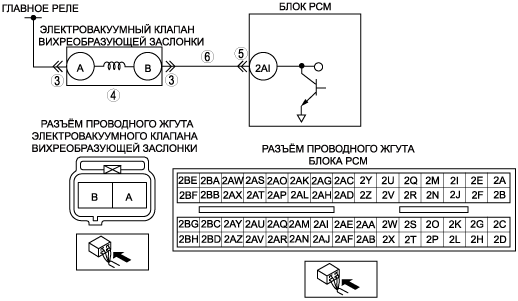 ГЛАВНОЕ РЕЛЕ
ЭЛЕКТРОВАКУУМНЫЙ КЛАПАН
ВИХРЕОБРАЗУЮЩЕЙ ЗАСЛОНКИ
БЛОК PCM
A
B
2AI
3
3
4
5
6
РАЗЪЁМ ПРОВОДНОГО ЖГУТА
ЭЛЕКТРОВАКУУМНОГО КЛАПАНА
ВИХРЕОБРАЗУЮЩЕЙ ЗАСЛОНКИ
B A
РАЗЪЁМ ПРОВОДНОГО ЖГУТА
БЛОКА PCM
2BE 2BA 2AW 2AS 2AO 2AK 2AG 2AC 2Y 2U 2Q 2M 2I 2E 2A
2BF 2BB 2AX 2AT 2AP 2AL 2AH 2AD 2Z 2V 2R 2N 2J 2F 2B
2BG 2BC 2AY 2AU 2AQ 2AM 2AI 2AE 2AA 2W 2S 2O 2K 2G 2C
2BH 2BD 2AZ 2AV 2AR 2AN 2AJ 2AF 2AB 2X 2T 2P 2L 2H 2D